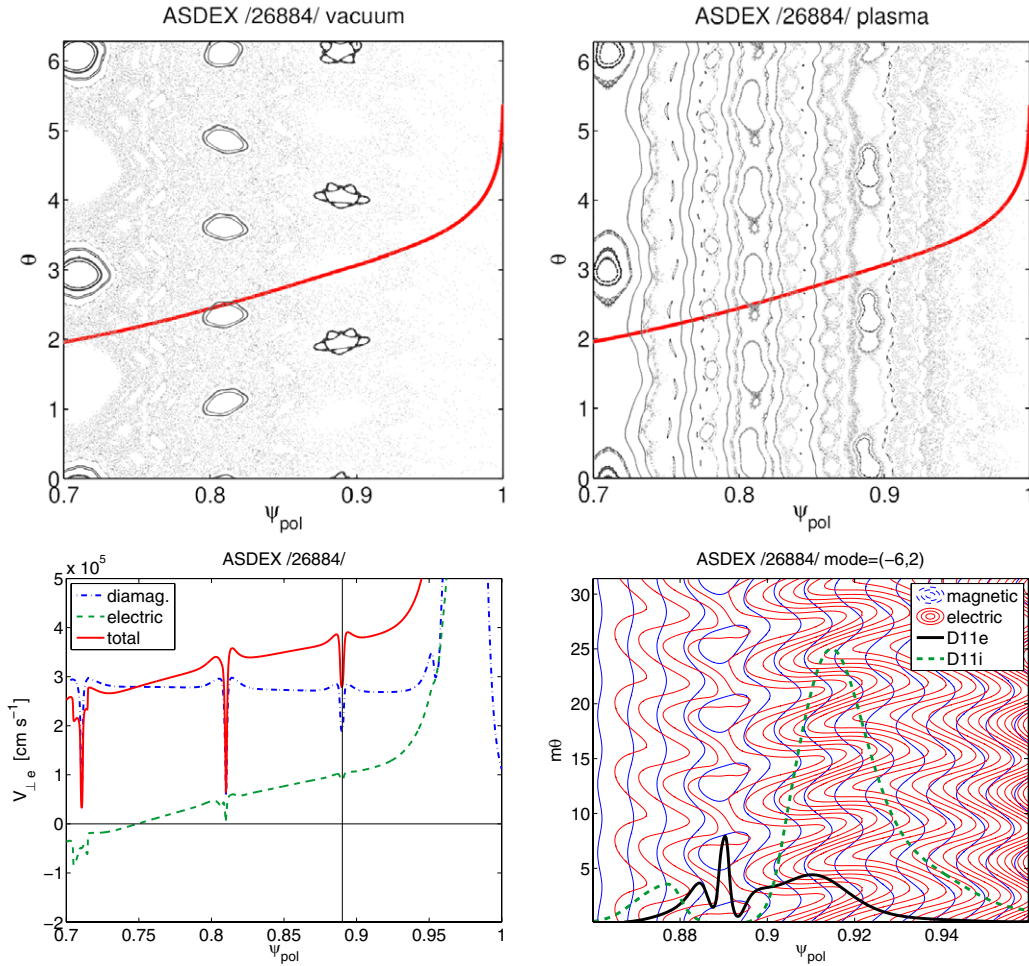 ASDEX /26884/ vacuum
6
5
4
3
2
1
0
θ
0.7 0.8 0.9 1
ψpol
ASDEX /26884/ plasma
6
5
4
3
2
1
0
θ
0.7 0.8 0.9 1
ψpol
ASDEX /26884/
x 10^5
5
4
3
2
1
0
−1
−2
V⊥ e [cm s−1]
diamag.
electric
total
0.7 0.75 0.8 0.85 0.9 0.95 1
ψpol
ASDEX /26884/ mode=(−6,2)
30
25
20
15
10
5
mθ
magnetic
electric
D11e
D11i
0.88 0.9 0.92 0.94
ψpol